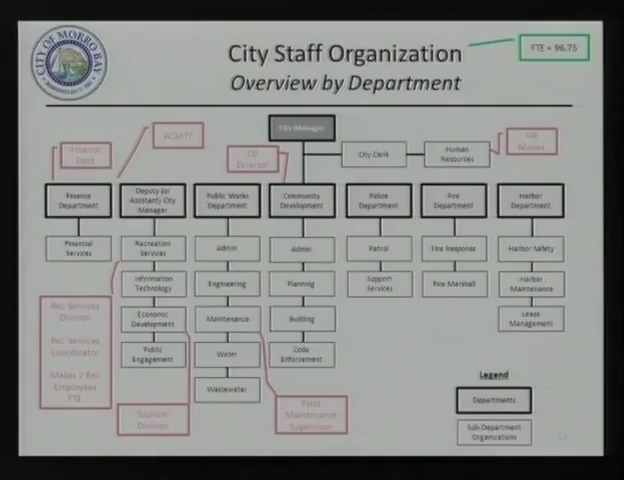 CITY OF MORRO BAY
City Staff Organization
Overview by Department
FTE = 96.75
City Manager
City Clerk
Human
Resources
HR
Finance
Dept
ACM??
CD
Director
Finance
Department
Deputy (or
Assistant) City
Manager
Public Works
Department
Community
Development
Police
Department
Fire
Department
Harbor
Department
Financial
Services
Recreation
Services
Admin
Admin
Patrol
Fire Response
Harbor Safety
Information
Technology
Engineering
Planning
Support
Services
Fire Marshall
Harbor
Maintenance
Economic
Development
Maintenance
Building
Lease
Management
Public
Engagement
Water
Code
Enforcement
Wastewater
Rec Services
Division
Rec Services
Coordinator
Makes 2 Rec
Employees
FTE
Tourism
Division
Fleet
Maintenance
Supervisor
Legend
Departments
Sub Department
Organizations